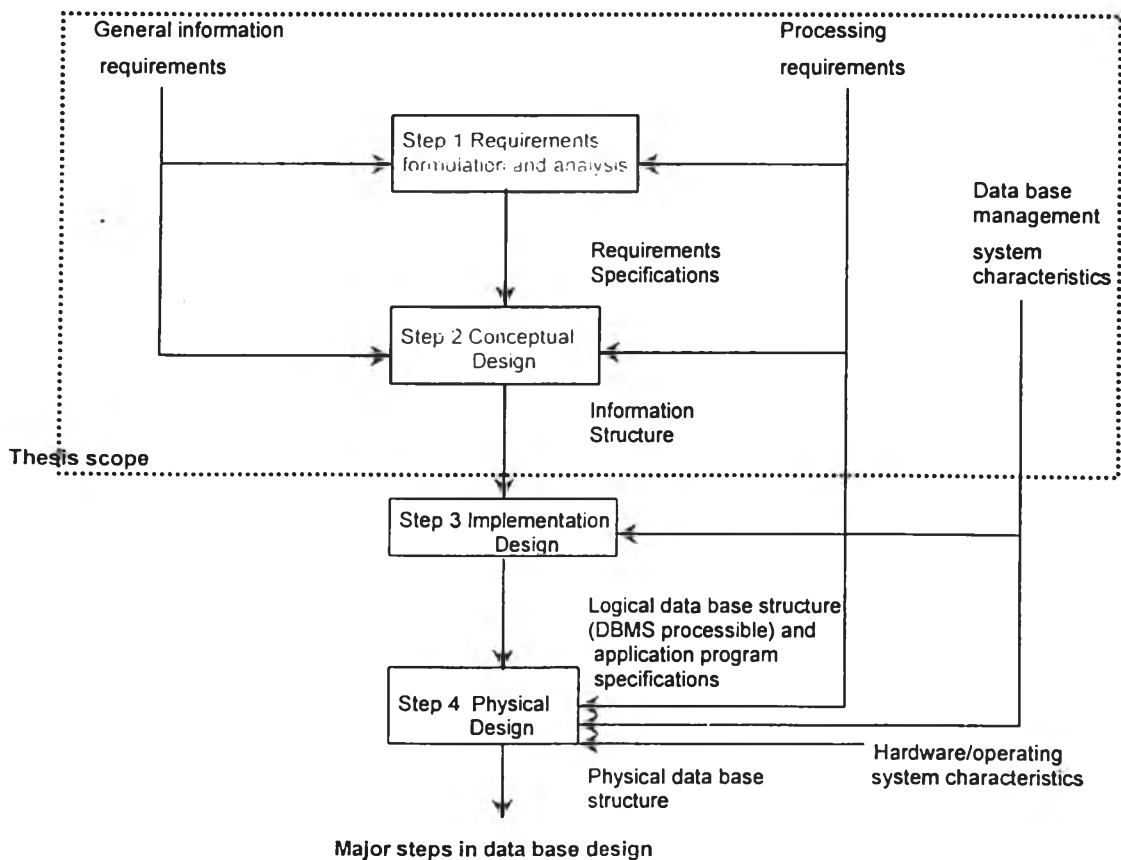 General information
requirements
Processing
requirements
Step 1 Requirements
formulation and analysis
Data base
management
system
characteristics
Requirements
Specifications
Step 2 Conceptual
Design
Information
Structure
Thesis scope
Step 3 Implementation
Design
Logical data base structure
(DBMS processible) and
application program
specifications
Step 4 Physical
Design
Hardware/operating
system characteristics
Physical data base
structure
Major steps in data base design